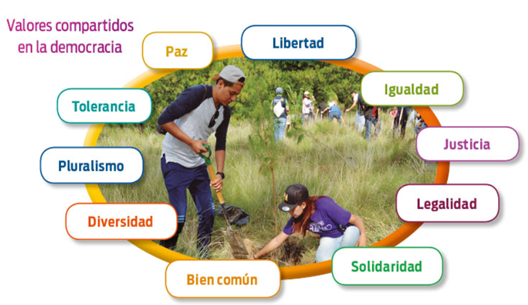 Valores compartidos
en la democracia
Paz
Libertad
Igualdad
Tolerancia
Justicia
Pluralismo
Legalidad
Diversidad
Solidaridad
Bien común